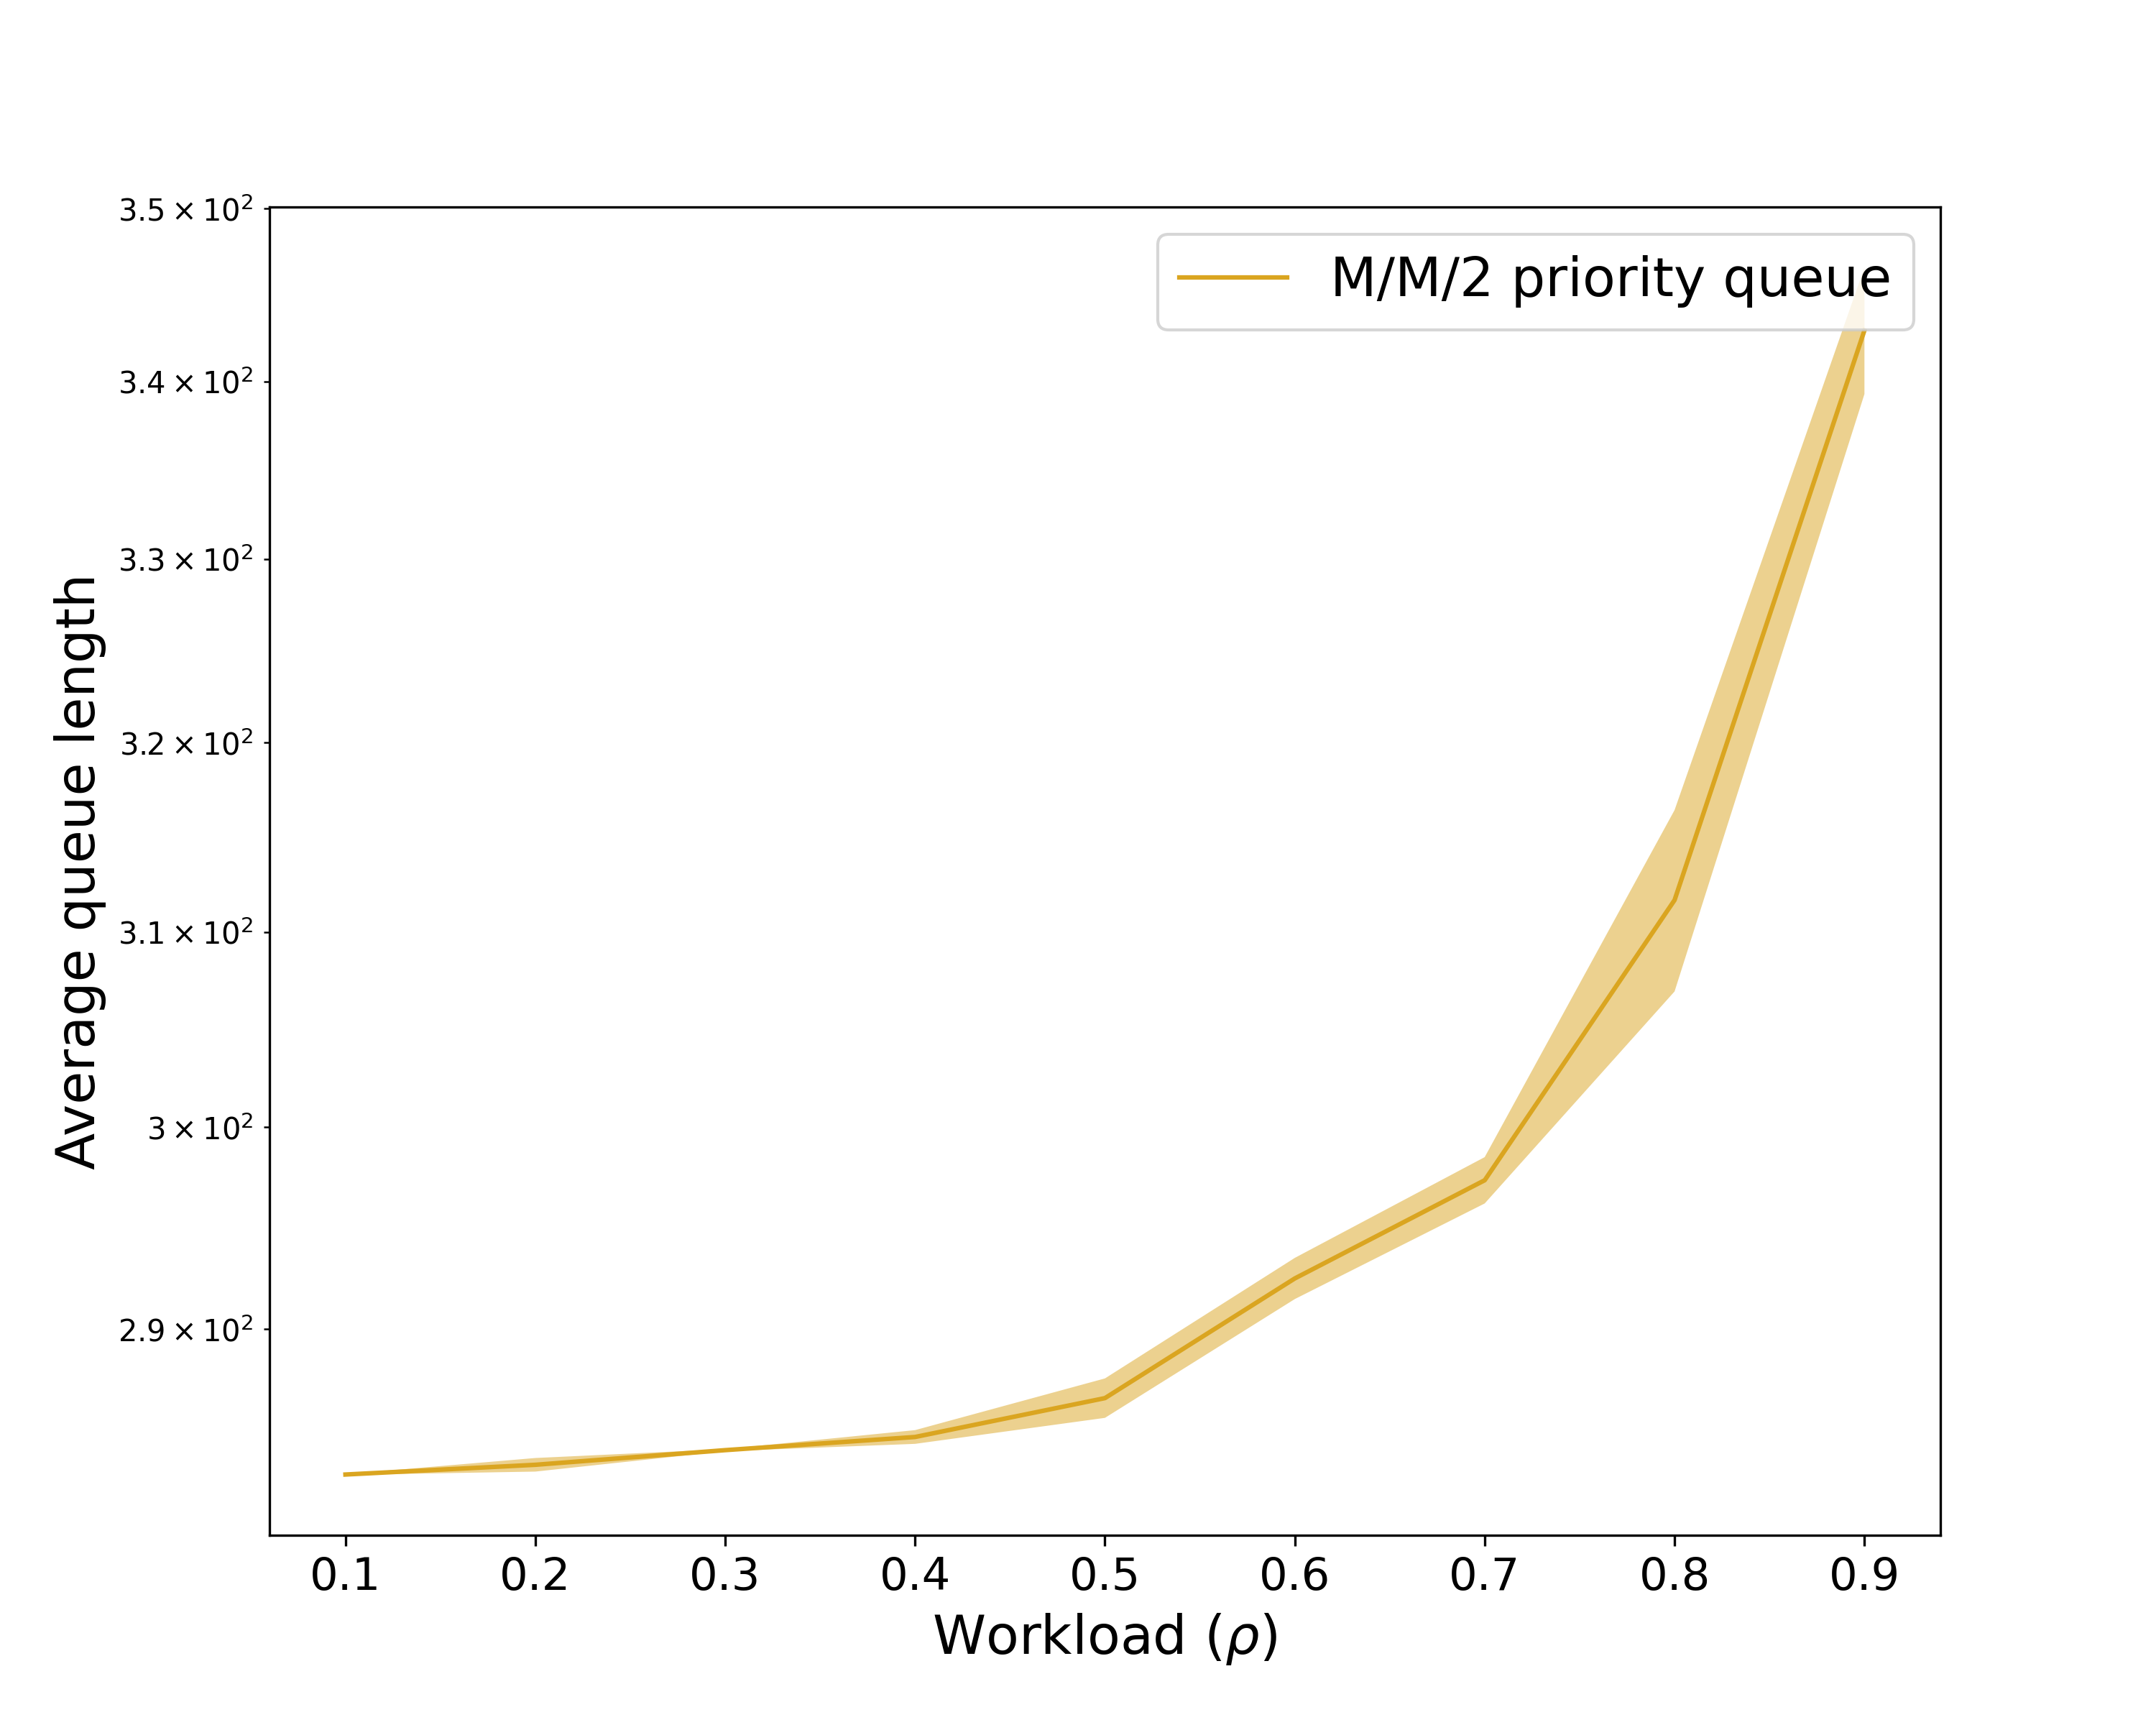 M/M/2 priority queue
3.5 × 10²
3.4 × 10²
3.3 × 10²
3.2 × 10²
3.1 × 10²
3 × 10²
2.9 × 10²
Average queue length
0.1 0.2 0.3 0.4 0.5 0.6 0.7 0.8 0.9
Workload (ρ)